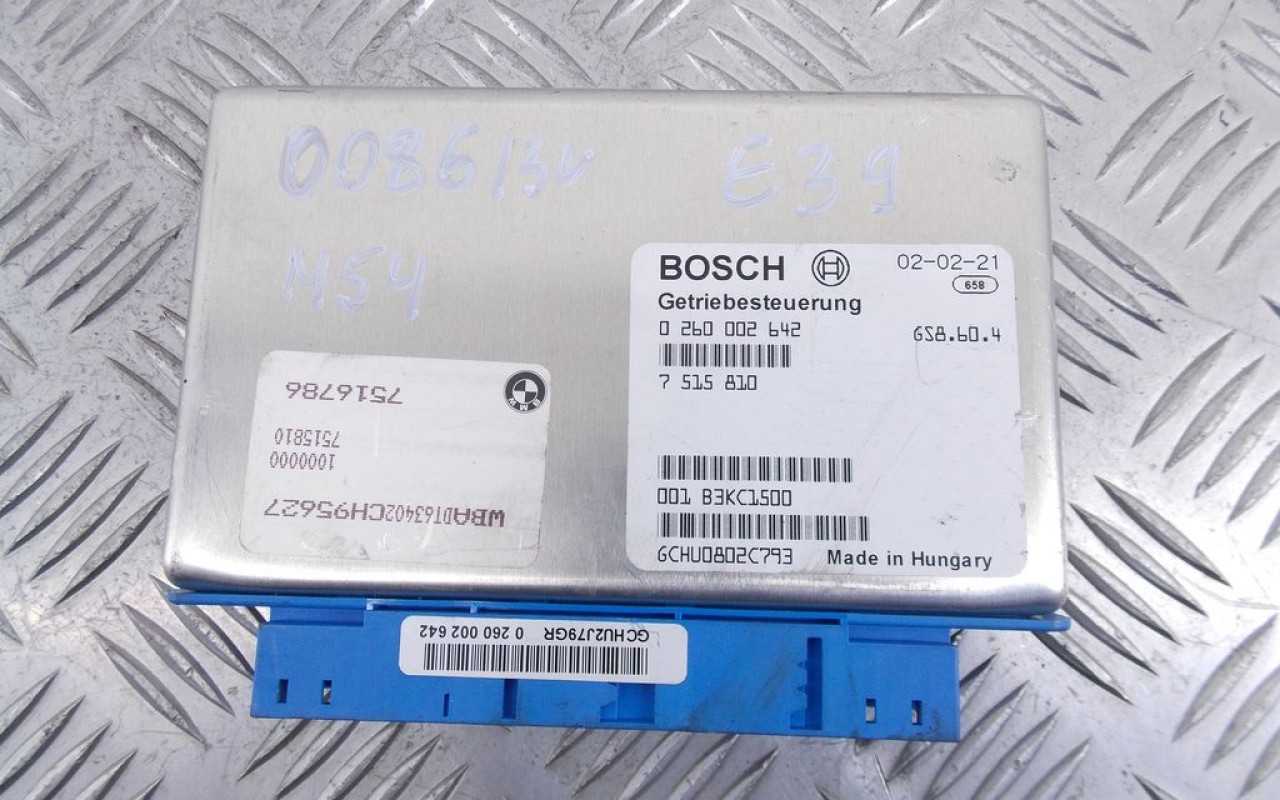 008613v E39
M54
BOSCH 02-02-21
658
Getriebesteuerung
0 260 002 642 GS8.60.4
7 515 810
001 B3KC1500
GCHU0802C793 Made in Hungary
BMW
7516786
7515810
1000000
WBADT63402CH95627
GCHU2J79GR 0 260 002 642